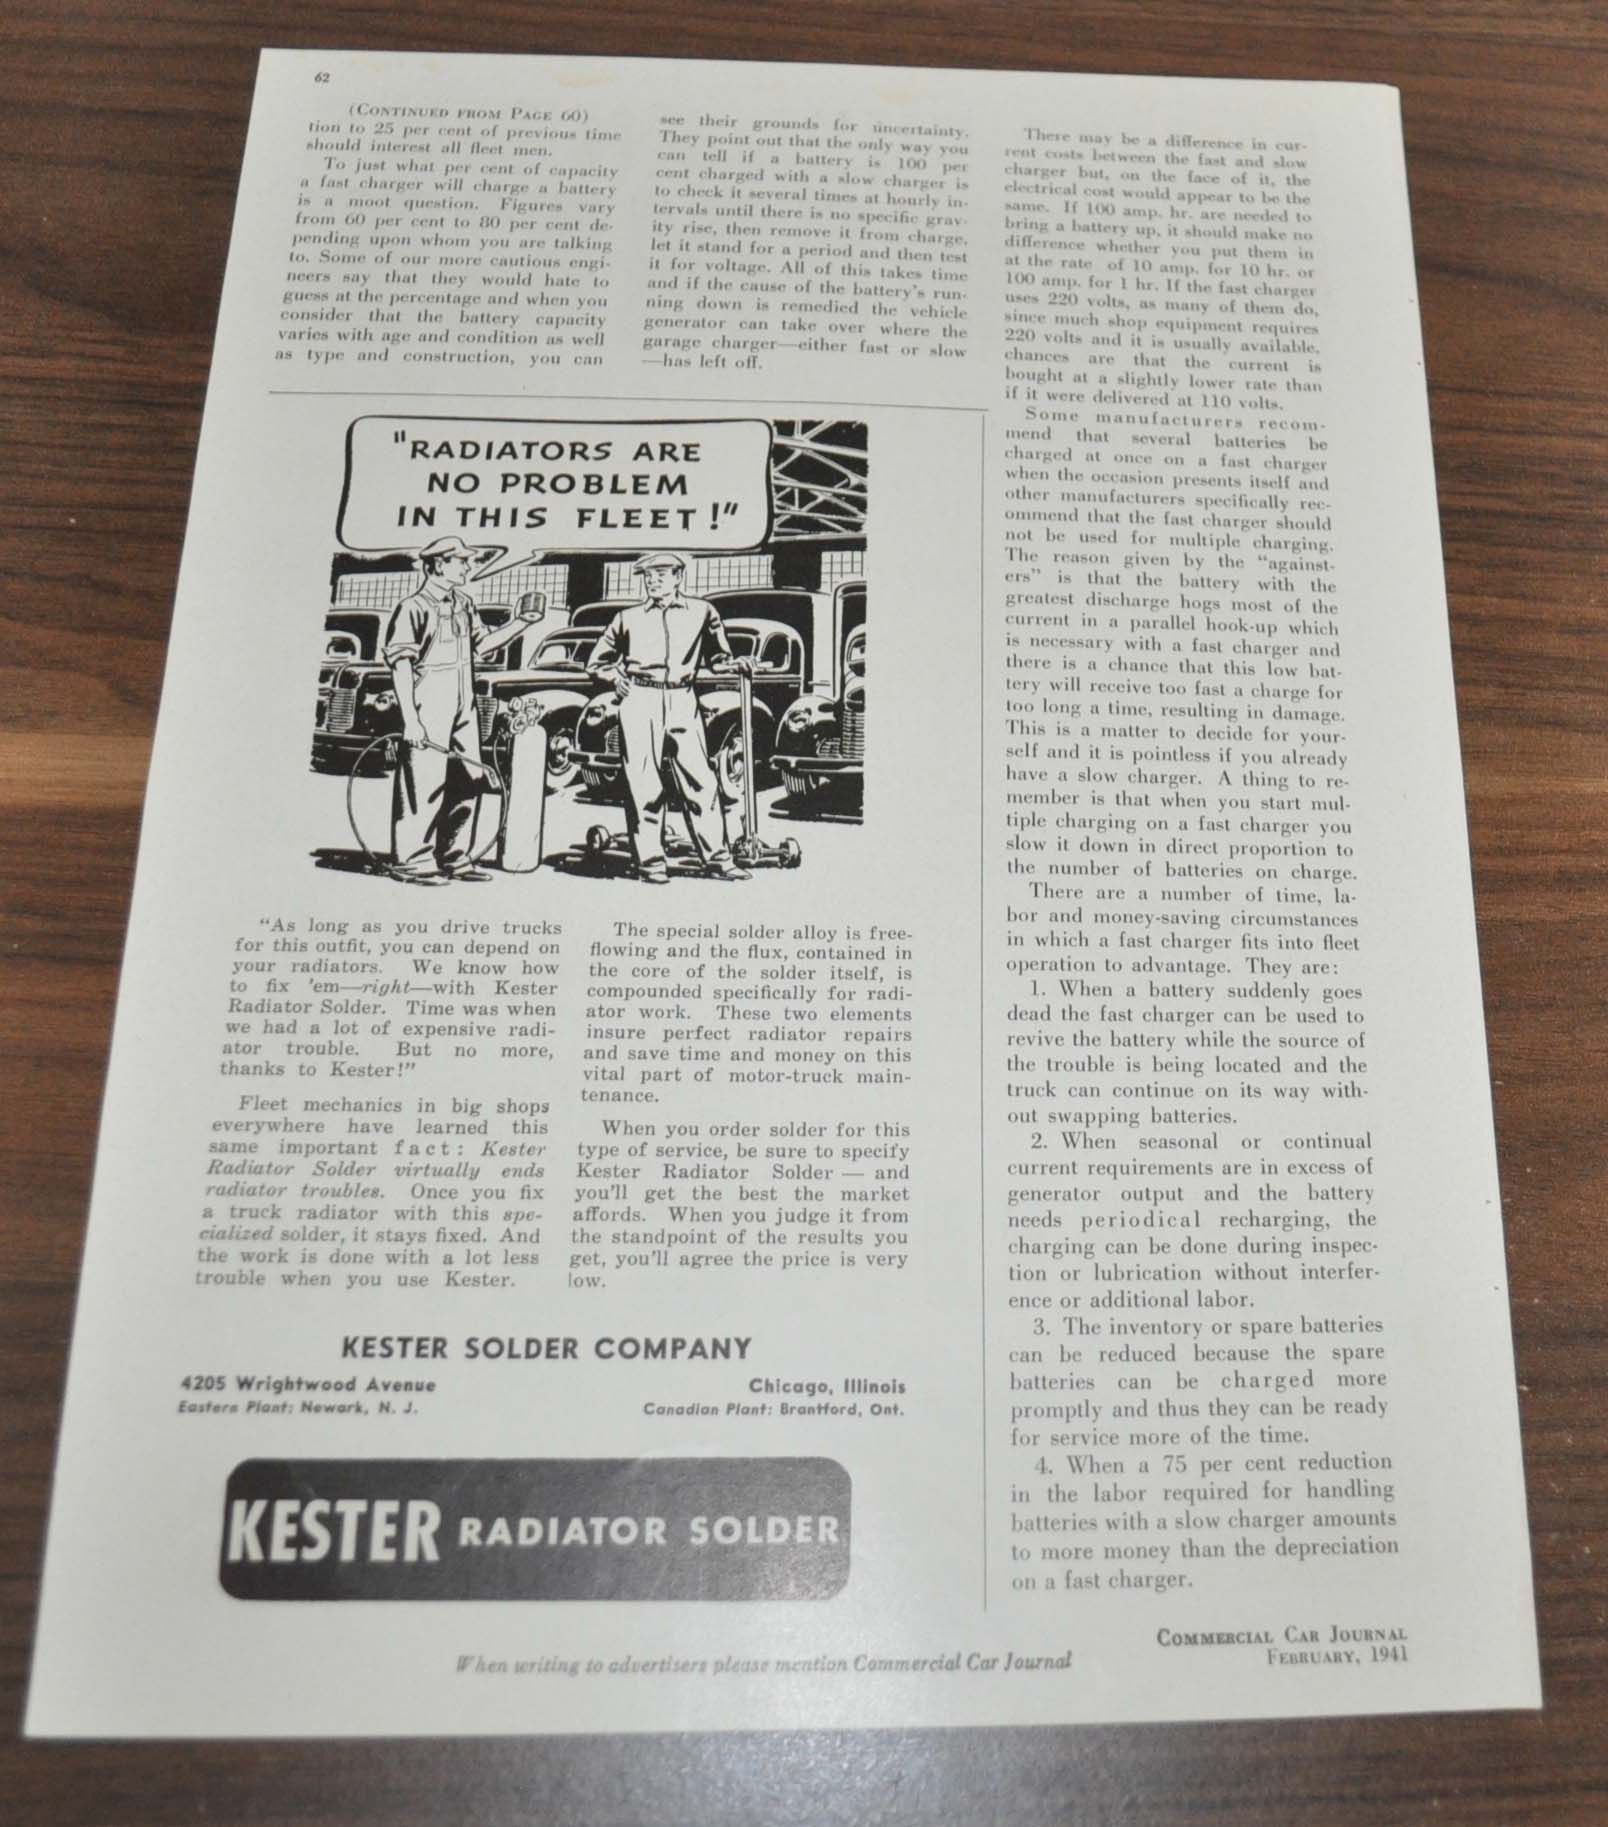 62
(CONTINUED FROM PAGE 60)
tion to 25 per cent of previous time
should interest all fleet men.
To just what per cent of capacity
a fast charger will charge a battery
is a moot question. Figures vary
from 60 per cent to 80 per cent de-
pending upon whom you are talking
to. Some of our more cautious engi-
neers say that they would hate to
guess at the percentage and when you
consider that the battery capacity
varies with age and condition as well
as type and construction, you can
see their grounds for uncertainty.
They point out that the only way you
can tell if a battery is 100 per
cent charged with a slow charger is
to check it several times at hourly in-
tervals until there is no specific grav-
ity rise, then remove it from charge,
let it stand for a period and then test
it for voltage. All of this takes time
and if the cause of the battery's run-
ning down is remedied the vehicle
generator can take over where the
garage charger—either fast or slow
—has left off.
There may be a difference in cur-
rent costs between the fast and slow
charger but, on the face of it, the
electrical cost would appear to be the
same. If 100 amp. hr. are needed to
bring a battery up, it should make no
difference whether you put them in
at the rate of 10 amp. for 10 hr. or
100 amp. for 1 hr. If the fast charger
uses 220 volts, as many of them do,
since much shop equipment requires
220 volts and it is usually available,
chances are that the current is
bought at a slightly lower rate than
if it were delivered at 110 volts.
Some manufacturers recom-
mend that several batteries be
charged at once on a fast charger
when the occasion presents itself and
other manufacturers specifically rec-
ommend that the fast charger should
not be used for multiple charging.
The reason given by the "against-
ers" is that the battery with the
greatest discharge hogs most of the
current in a parallel hook-up which
is necessary with a fast charger and
there is a chance that this low bat-
tery will receive too fast a charge for
too long a time, resulting in damage.
This is a matter to decide for your-
self and it is pointless if you already
have a slow charger. A thing to re-
member is that when you start mul-
tiple charging on a fast charger you
slow it down in direct proportion to
the number of batteries on charge.
There are a number of time, la-
bor and money-saving circumstances
in which a fast charger fits into fleet
operation to advantage. They are:
1. When a battery suddenly goes
dead the fast charger can be used to
revive the battery while the source of
the trouble is being located and the
truck can continue on its way with-
out swapping batteries.
2. When seasonal or continual
current requirements are in excess of
generator output and the battery
needs periodical recharging, the
charging can be done during inspec-
tion or lubrication without interfer-
ence or additional labor.
3. The inventory or spare batteries
can be reduced because the spare
batteries can be charged more
promptly and thus they can be ready
for service more of the time.
4. When a 75 per cent reduction
in the labor required for handling
batteries with a slow charger amounts
to more money than the depreciation
on a fast charger.
"RADIATORS ARE
NO PROBLEM
IN THIS FLEET!"
"As long as you drive trucks
for this outfit, you can depend on
your radiators. We know how
to fix 'em—right—with Kester
Radiator Solder. Time was when
we had a lot of expensive radi-
ator trouble. But no more,
thanks to Kester!"
Fleet mechanics in big shops
everywhere have learned this
same important fact: Kester
Radiator Solder virtually ends
radiator troubles. Once you fix
a truck radiator with this spe-
cialized solder, it stays fixed. And
the work is done with a lot less
trouble when you use Kester.
The special solder alloy is free-
flowing and the flux, contained in
the core of the solder itself, is
compounded specifically for radi-
ator work. These two elements
insure perfect radiator repairs
and save time and money on this
vital part of motor-truck main-
tenance.
When you order solder for this
type of service, be sure to specify
Kester Radiator Solder — and
you'll get the best the market
affords. When you judge it from
the standpoint of the results you
get, you'll agree the price is very
low.
KESTER SOLDER COMPANY
4205 Wrightwood Avenue Chicago, Illinois
Eastern Plant: Newark, N. J. Canadian Plant: Brantford, Ont.
KESTER RADIATOR SOLDER
When writing to advertisers please mention Commercial Car Journal
COMMERCIAL CAR JOURNAL
FEBRUARY, 1941